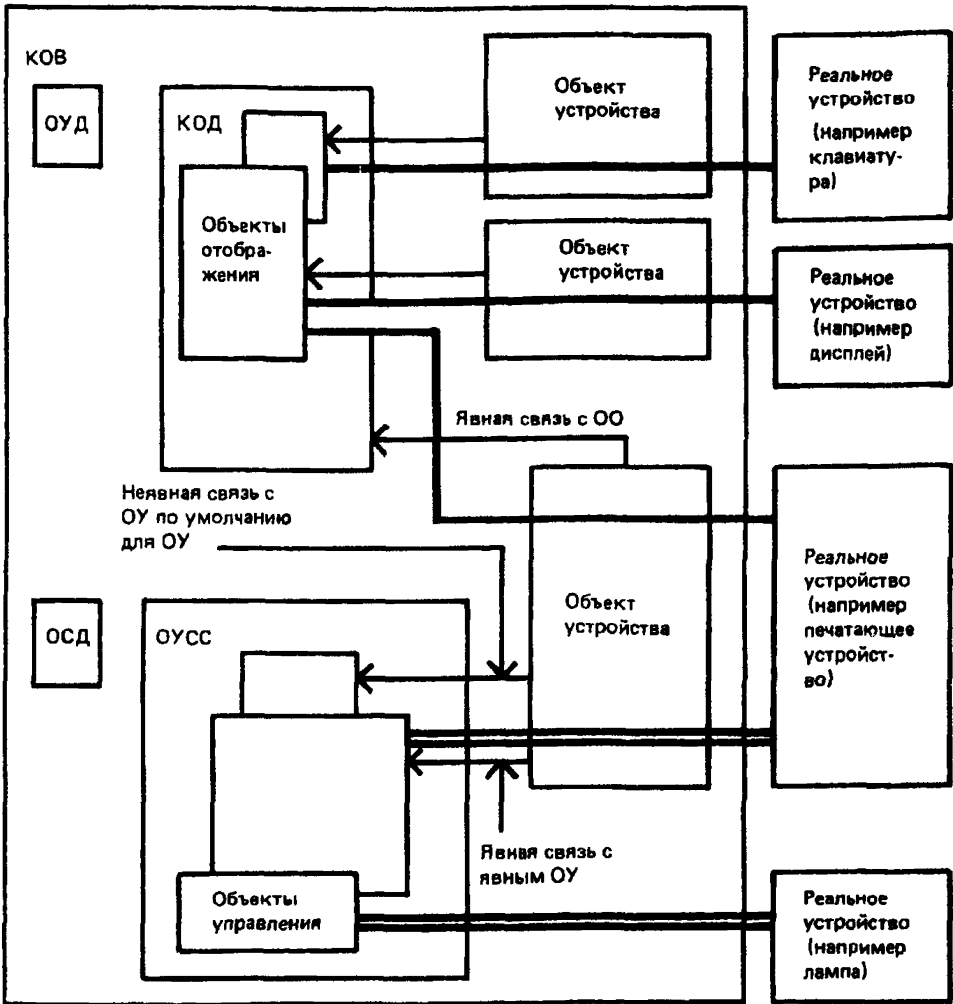 КОВ
ОУД
КОД
Объекты
отобра-
жения
Объект
устройства
Реальное
устройство
(например
клавиату-
ра)
Объект
устройства
Реальное
устройство
(например
дисплей)
Явная связь с ОО
Неявная связь с
ОУ по умолчанию
для ОУ
ОСД
ОУСС
Объект
устройства
Реальное
устройство
(например
печатающее
устройст-
во)
Явная связь с
явным ОУ
Объекты
управления
Реальное
устройство
(например
лампа)